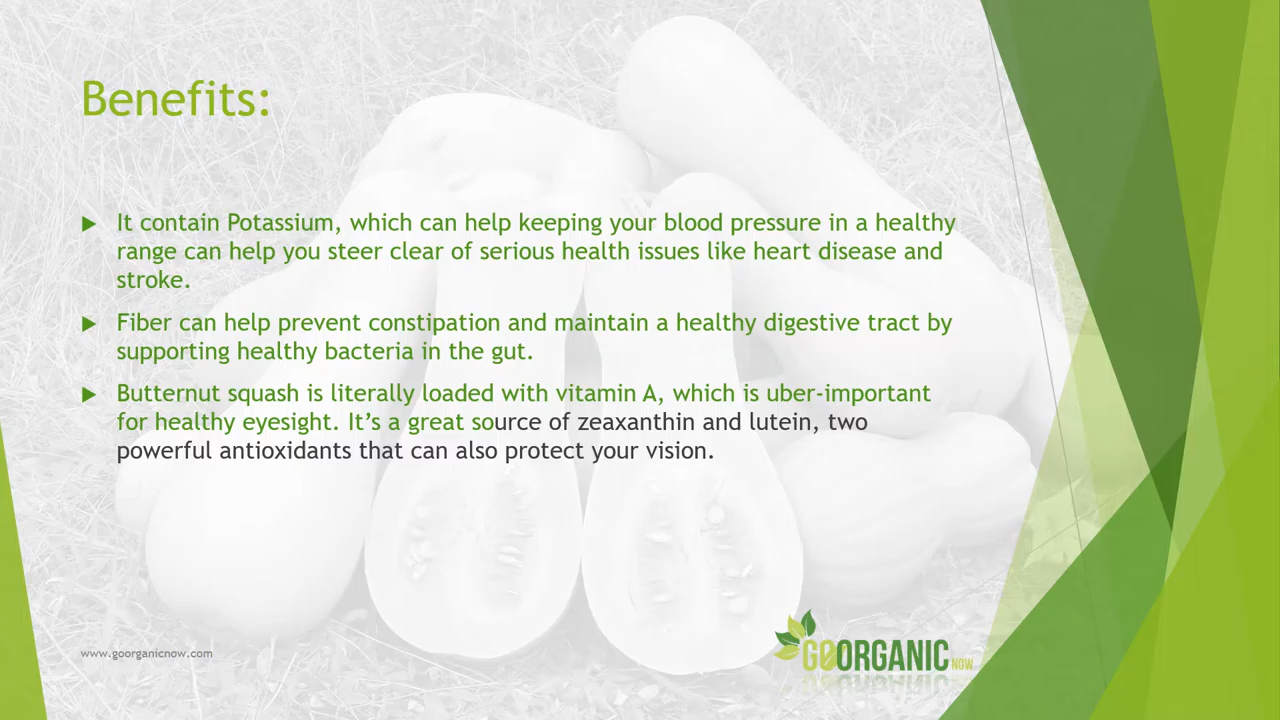 Benefits:
It contain Potassium, which can help keeping your blood pressure in a healthy
range can help you steer clear of serious health issues like heart disease and
stroke.
Fiber can help prevent constipation and maintain a healthy digestive tract by
supporting healthy bacteria in the gut.
Butternut squash is literally loaded with vitamin A, which is uber-important
for healthy eyesight. It’s a great source of zeaxanthin and lutein, two
powerful antioxidants that can also protect your vision.
www.goorganicnow.com
GOORGANIC NOW